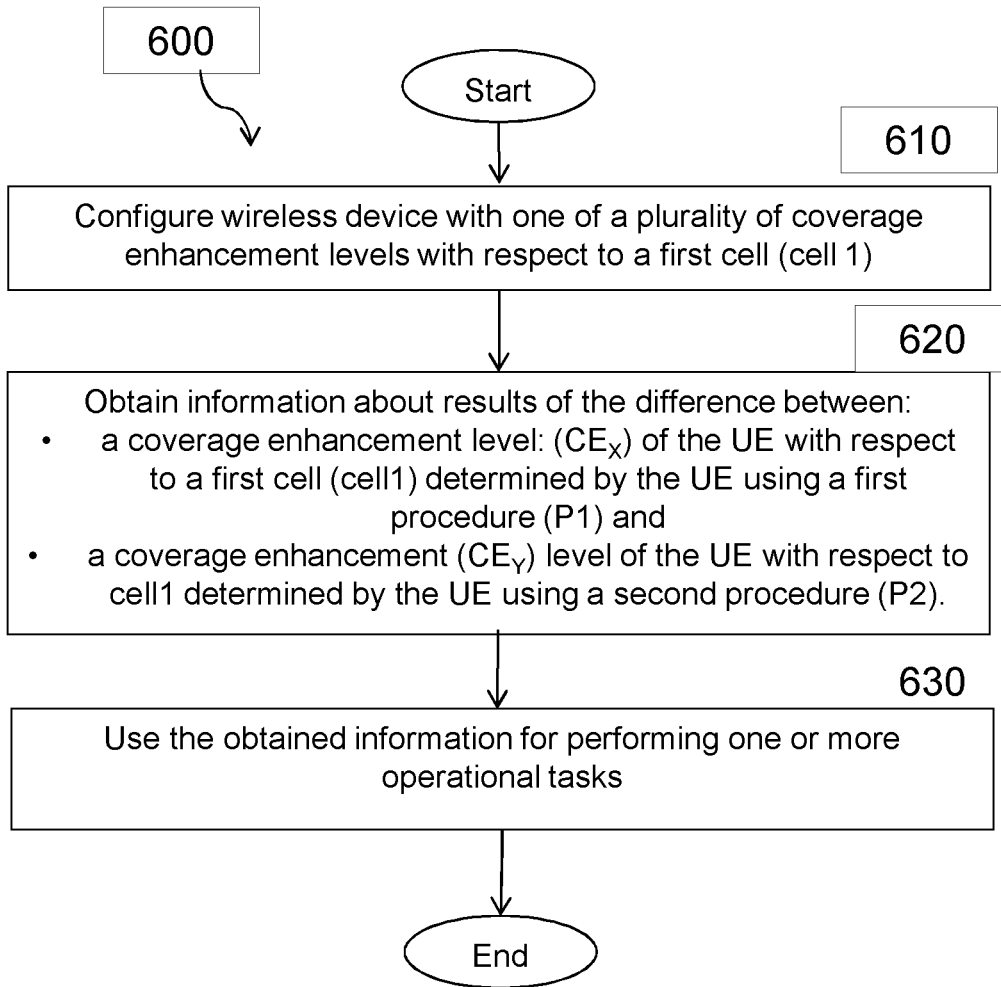 600
Start
610
Configure wireless device with one of a plurality of coverage
enhancement levels with respect to a first cell (cell 1)
620
Obtain information about results of the difference between:
• a coverage enhancement level: (CEX) of the UE with respect
to a first cell (cell1) determined by the UE using a first
procedure (P1) and
• a coverage enhancement (CEY) level of the UE with respect to
cell1 determined by the UE using a second procedure (P2).
630
Use the obtained information for performing one or more
operational tasks
End